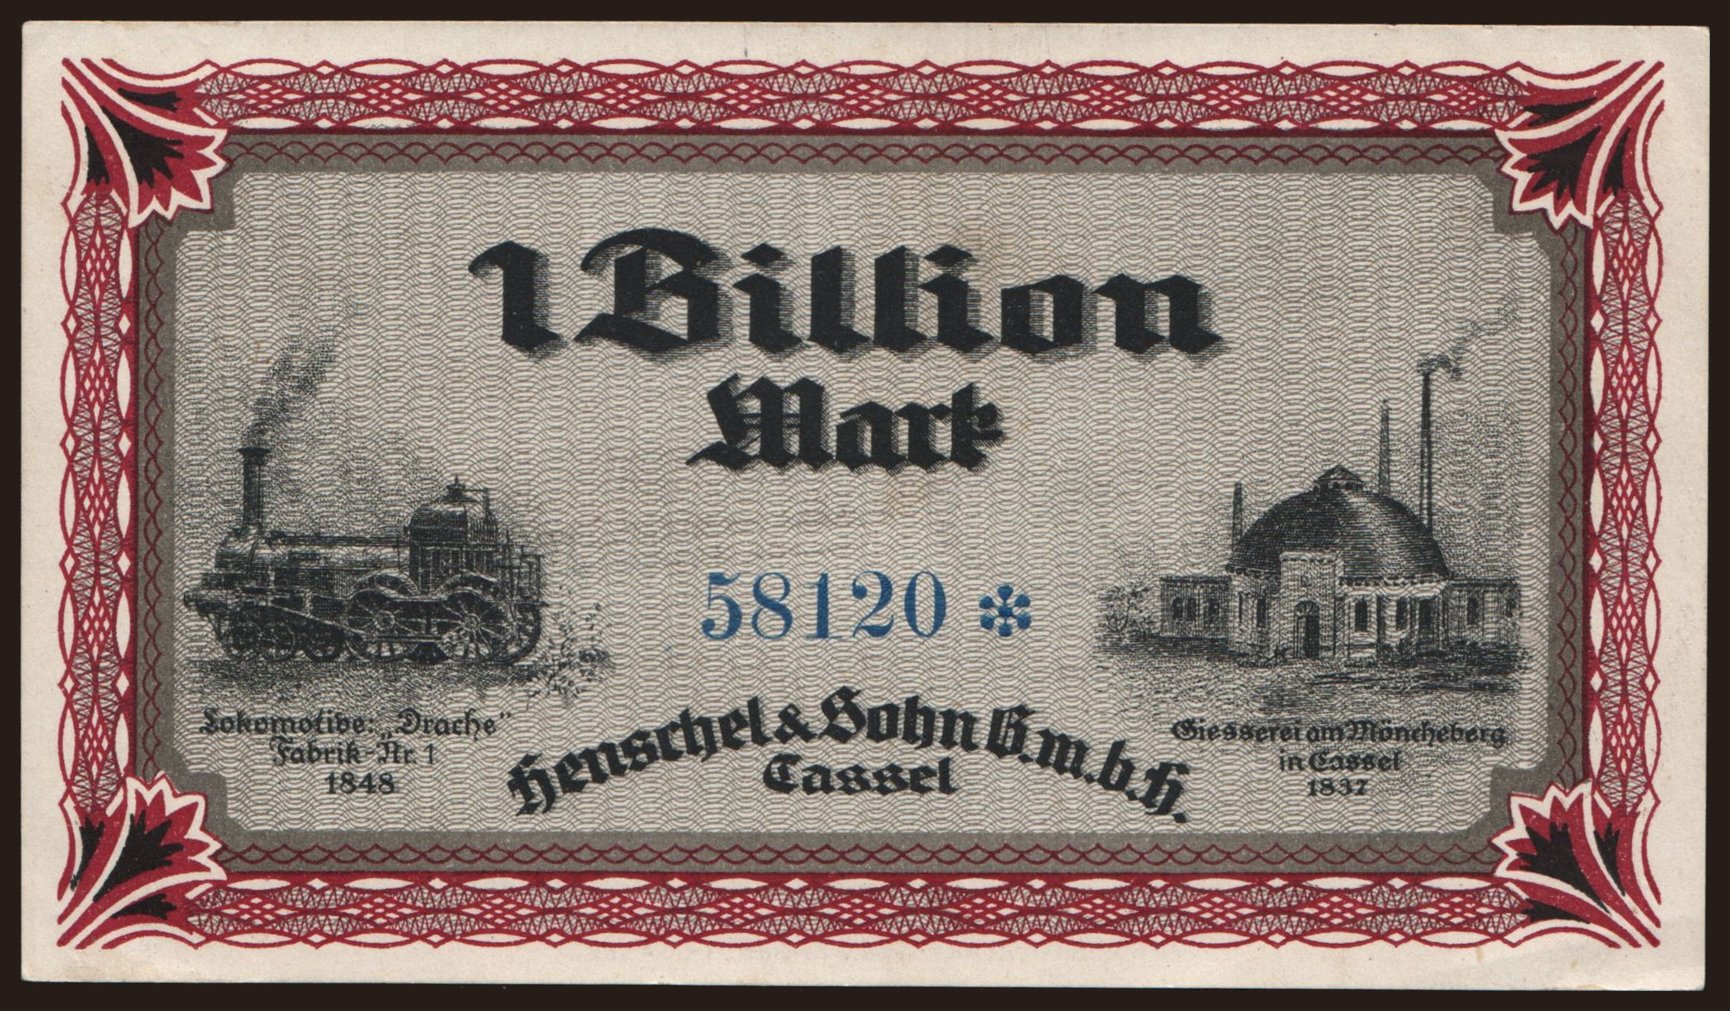 1 Billion
Mark
58120
Lokomotive: „Drache“
Fabrik-Nr. 1
1848
Henschel & Sohn G.m.b.H.
Cassel
Giesserei am Möncheberg
in Cassel
1837